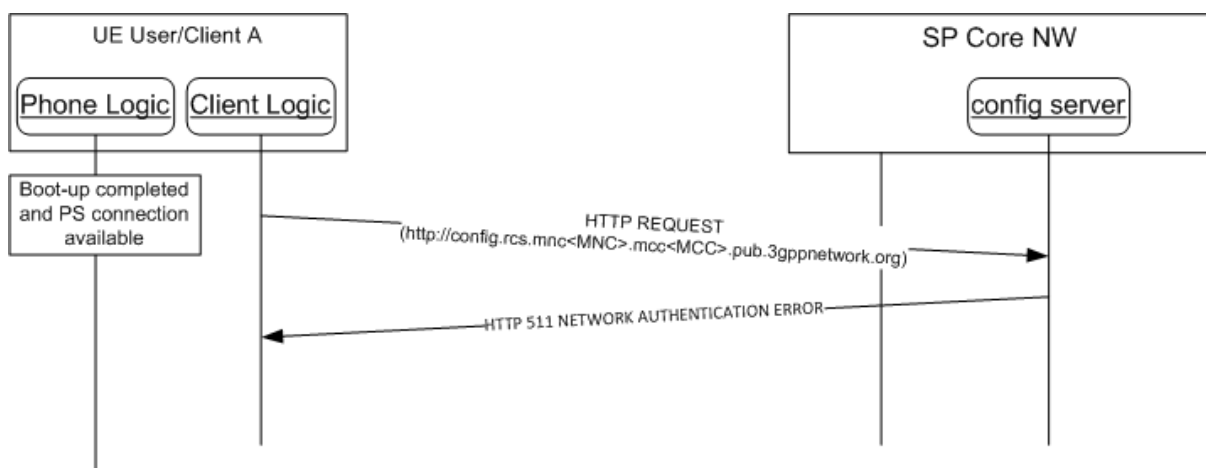 UE User/Client A
SP Core NW
Phone Logic
Client Logic
config server
Boot-up completed
and PS connection
available
HTTP REQUEST
(http://config.rcs.mnc<MNC>.mcc<MCC>.pub.3gppnetwork.org)
HTTP 511 NETWORK AUTHENTICATION ERROR